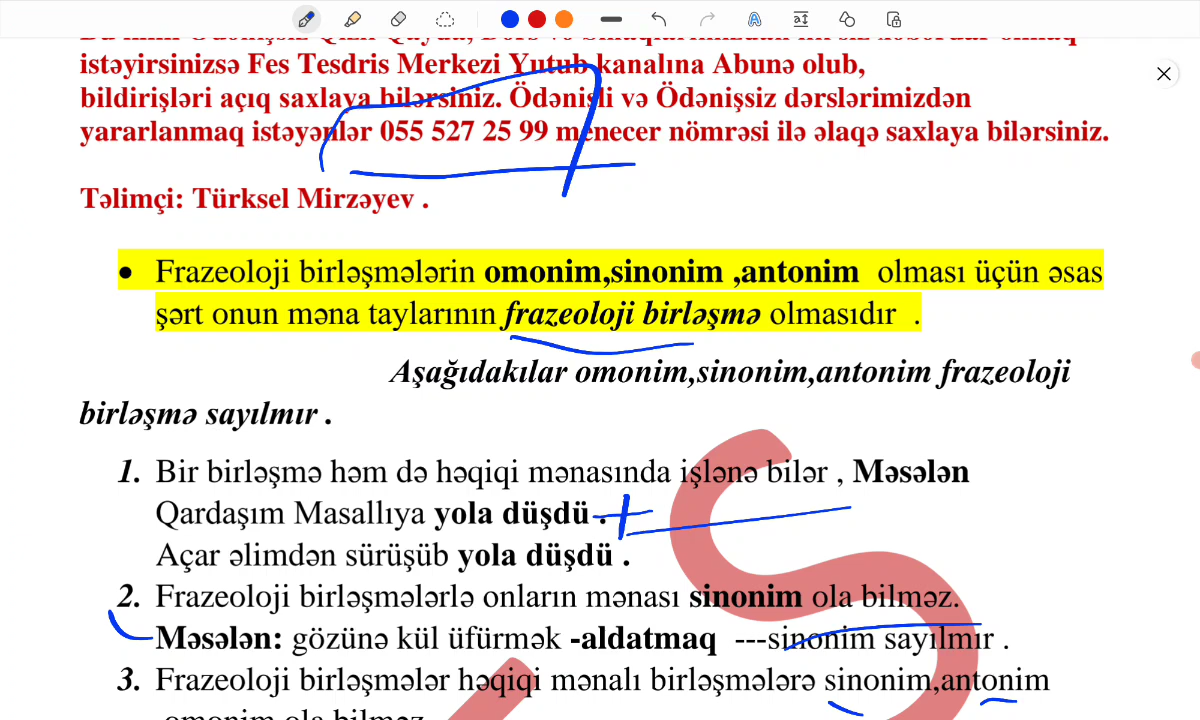 istəyirsinizsə Fes Tesdris Merkezi Yutub kanalına Abunə olub,
bildirişləri açıq saxlaya bilərsiniz. Ödənişli və Ödənişsiz dərslərimizdən
yararlanmaq istəyənlər 055 527 25 99 menecer nömrəsi ilə əlaqə saxlaya bilərsiniz.
Təlimçi: Türksel Mirzəyev .
• Frazeoloji birləşmələrin omonim,sinonim ,antonim olması üçün əsas
şərt onun məna taylarının frazeoloji birləşmə olmasıdır .
Aşağıdakılar omonim,sinonim,antonim frazeoloji
birləşmə sayılmır .
1. Bir birləşmə həm də həqiqi mənasında işlənə bilər , Məsələn
Qardaşım Masallıya yola düşdü .
Açar əlimdən sürüşüb yola düşdü .
2. Frazeoloji birləşmələrlə onların mənası sinonim ola bilməz.
Məsələn: gözünə kül üfürmək -aldatmaq ---sinonim sayılmır .
3. Frazeoloji birləşmələr həqiqi mənalı birləşmələrə sinonim,antonim
omonim ola bilməz